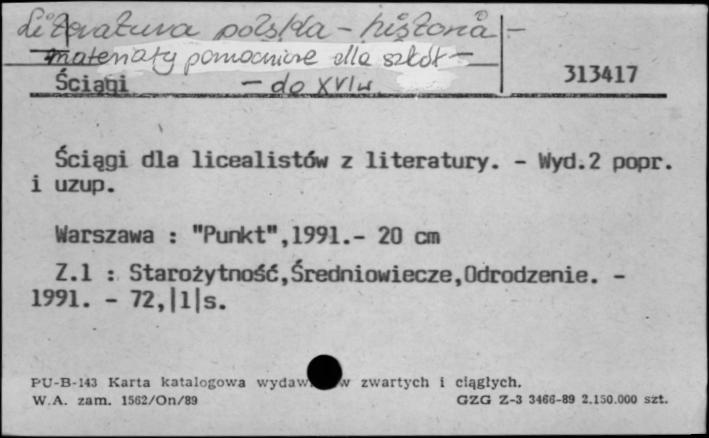 Literatura polska - historia -
materiały pomocnicze dla szkół -
Ściągi - do XVI w
313417
Ściągi dla licealistów z literatury. - Wyd.2 popr.
i uzup.
Warszawa : "Punkt",1991.- 20 cm
Z.1 : Starożytność,Średniowiecze,Odrodzenie. -
1991. - 72,|1|s.
PU-B-143 Karta katalogowa zwartych i ciągłych.
W.A. zam. 1562/On/89 GZG Z-3 3466-89 2.150.000 szt.